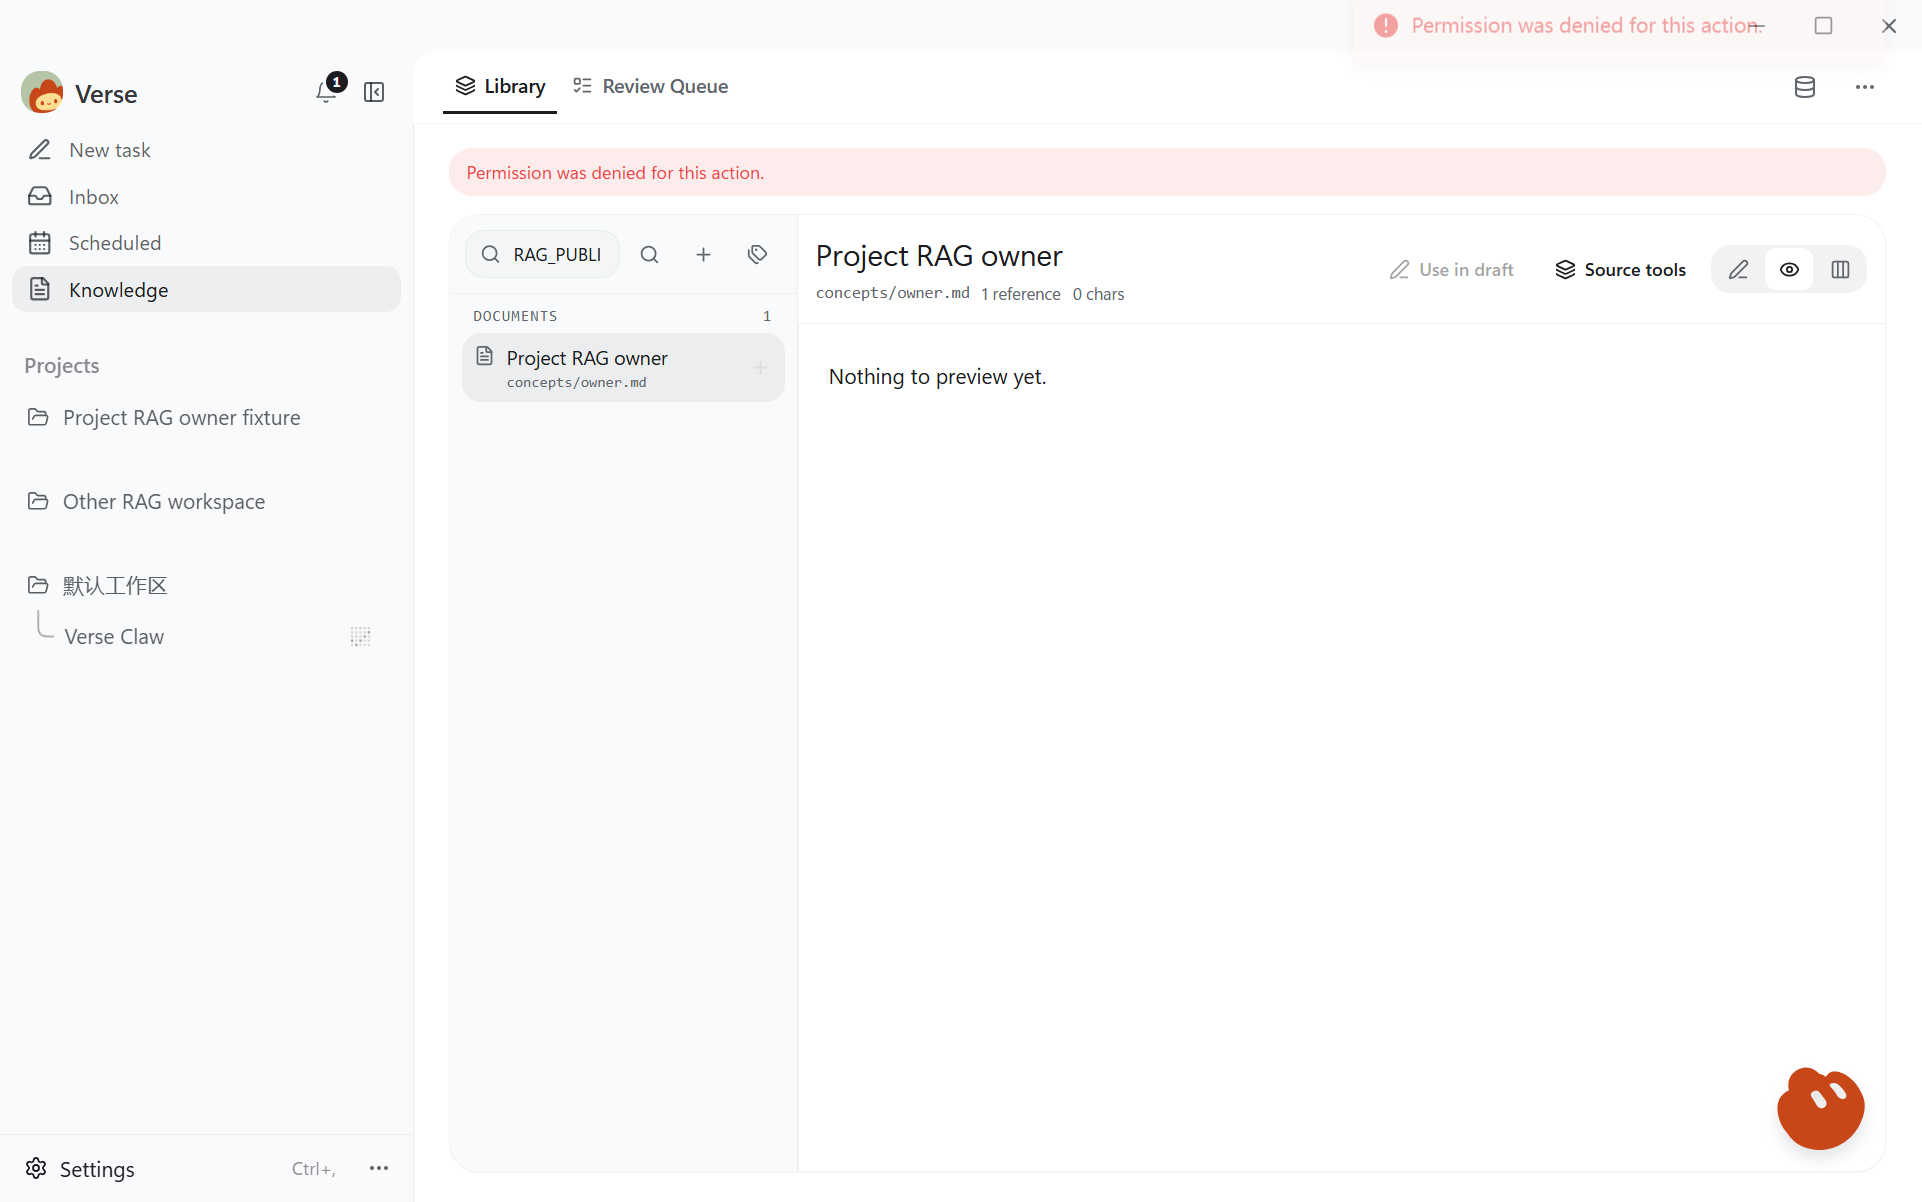 Permission was denied for this action.
Verse
1
New task
Inbox
Scheduled
Knowledge
Projects
Project RAG owner fixture
Other RAG workspace
默认工作区
Verse Claw
Settings
Ctrl+,
Library
Review Queue
Permission was denied for this action.
RAG_PUBLI
DOCUMENTS
1
Project RAG owner
concepts/owner.md
Project RAG owner
concepts/owner.md 1 reference 0 chars
Use in draft
Source tools
Nothing to preview yet.